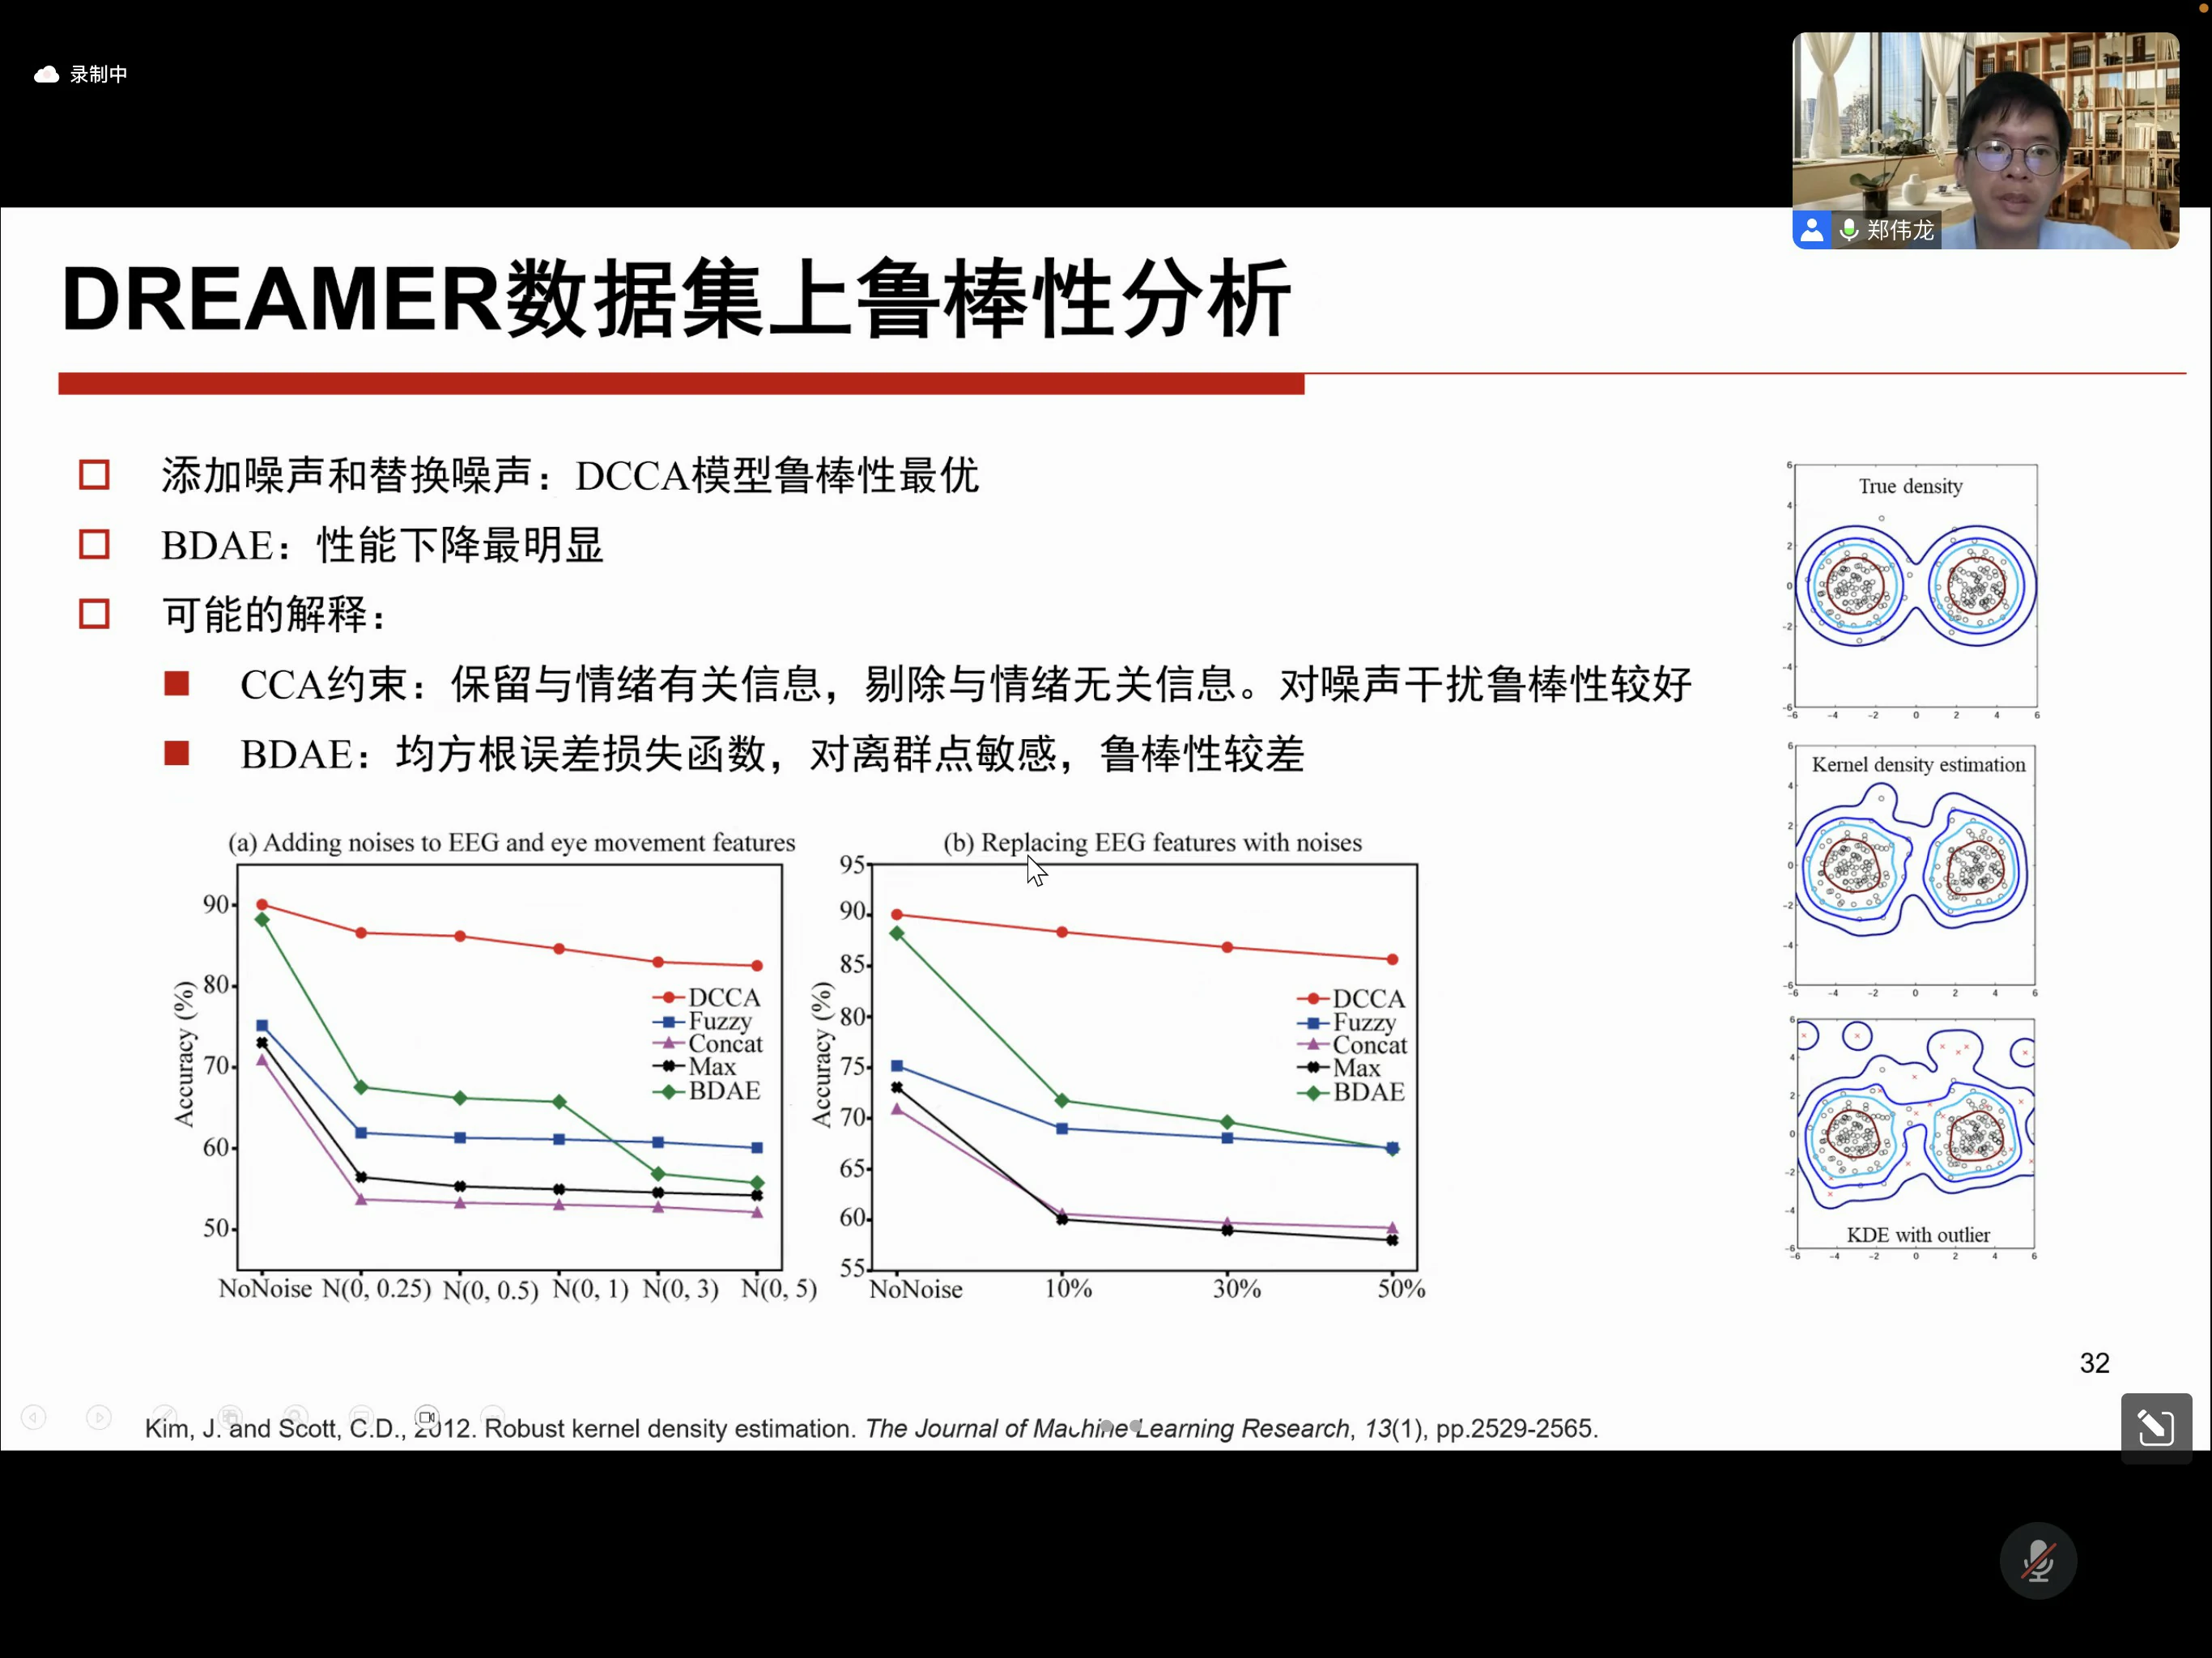 录制中
郑伟龙
DREAMER数据集上鲁棒性分析
添加噪声和替换噪声：DCCA模型鲁棒性最优
BDAE：性能下降最明显
可能的解释：
CCA约束：保留与情绪有关信息，剔除与情绪无关信息。对噪声干扰鲁棒性较好
BDAE：均方根误差损失函数，对离群点敏感，鲁棒性较差
(a) Adding noises to EEG and eye movement features
Accuracy (%)
90
80
70
60
50
NoNoise N(0, 0.25) N(0, 0.5) N(0, 1) N(0, 3) N(0, 5)
DCCA
Fuzzy
Concat
Max
BDAE
(b) Replacing EEG features with noises
Accuracy (%)
95
90
85
80
75
70
65
60
55
NoNoise 10% 30% 50%
DCCA
Fuzzy
Concat
Max
BDAE
True density
6
4
2
0
-2
-4
-6
-6 -4 -2 0 2 4 6
Kernel density estimation
6
4
2
0
-2
-4
-6
-6 -4 -2 0 2 4 6
KDE with outlier
6
4
2
0
-2
-4
-6
-6 -4 -2 0 2 4 6
32
Kim, J. and Scott, C.D., 2012. Robust kernel density estimation. The Journal of Machine Learning Research, 13(1), pp.2529-2565.